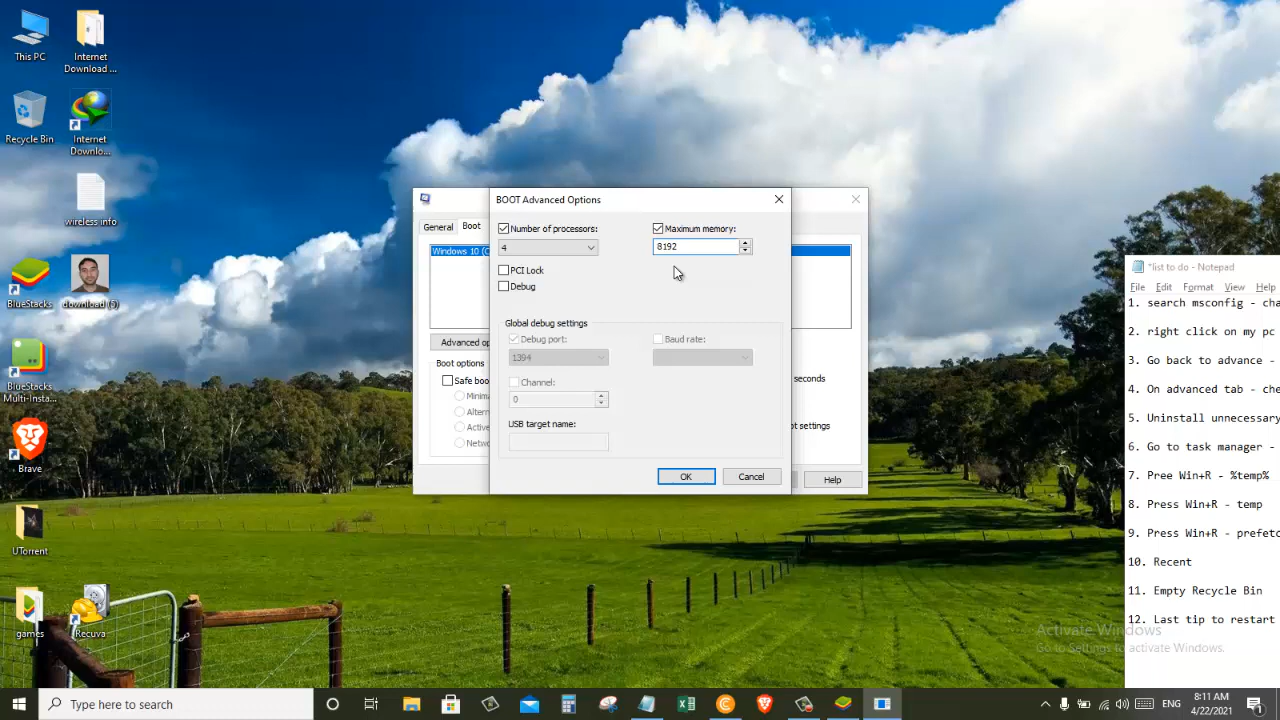 This PC
Internet
Download ...
Recycle Bin
Internet
Downlo...
wireless info
BlueStacks
download (5)
BlueStacks
Multi-Insta...
Brave
UTorrent
games
Recuva
General
Boot
Windows 10 (C
Advanced op
Boot options
Safe boo
Minima
Altern
Active
Netwo
seconds
ot settings
Help
BOOT Advanced Options
Number of processors:
Maximum memory:
4
8192
PCI Lock
Debug
Global debug settings
Debug port:
Baud rate:
1394
Channel:
0
USB target name:
OK
Cancel
*list to do - Notepad
File Edit Format View Help
1. search msconfig - cha
2. right click on my pc
3. Go back to advance -
4. On advanced tab - che
5. Uninstall unnecessary
6. Go to task manager -
7. Pree Win+R - %temp%
8. Press Win+R - temp
9. Press Win+R - prefetc
10. Recent
11. Empty Recycle Bin
12. Last tip to restart
Activate Windows
Go to Settings to activate Windows.
Type here to search
ENG
8:11 AM
4/22/2021
1